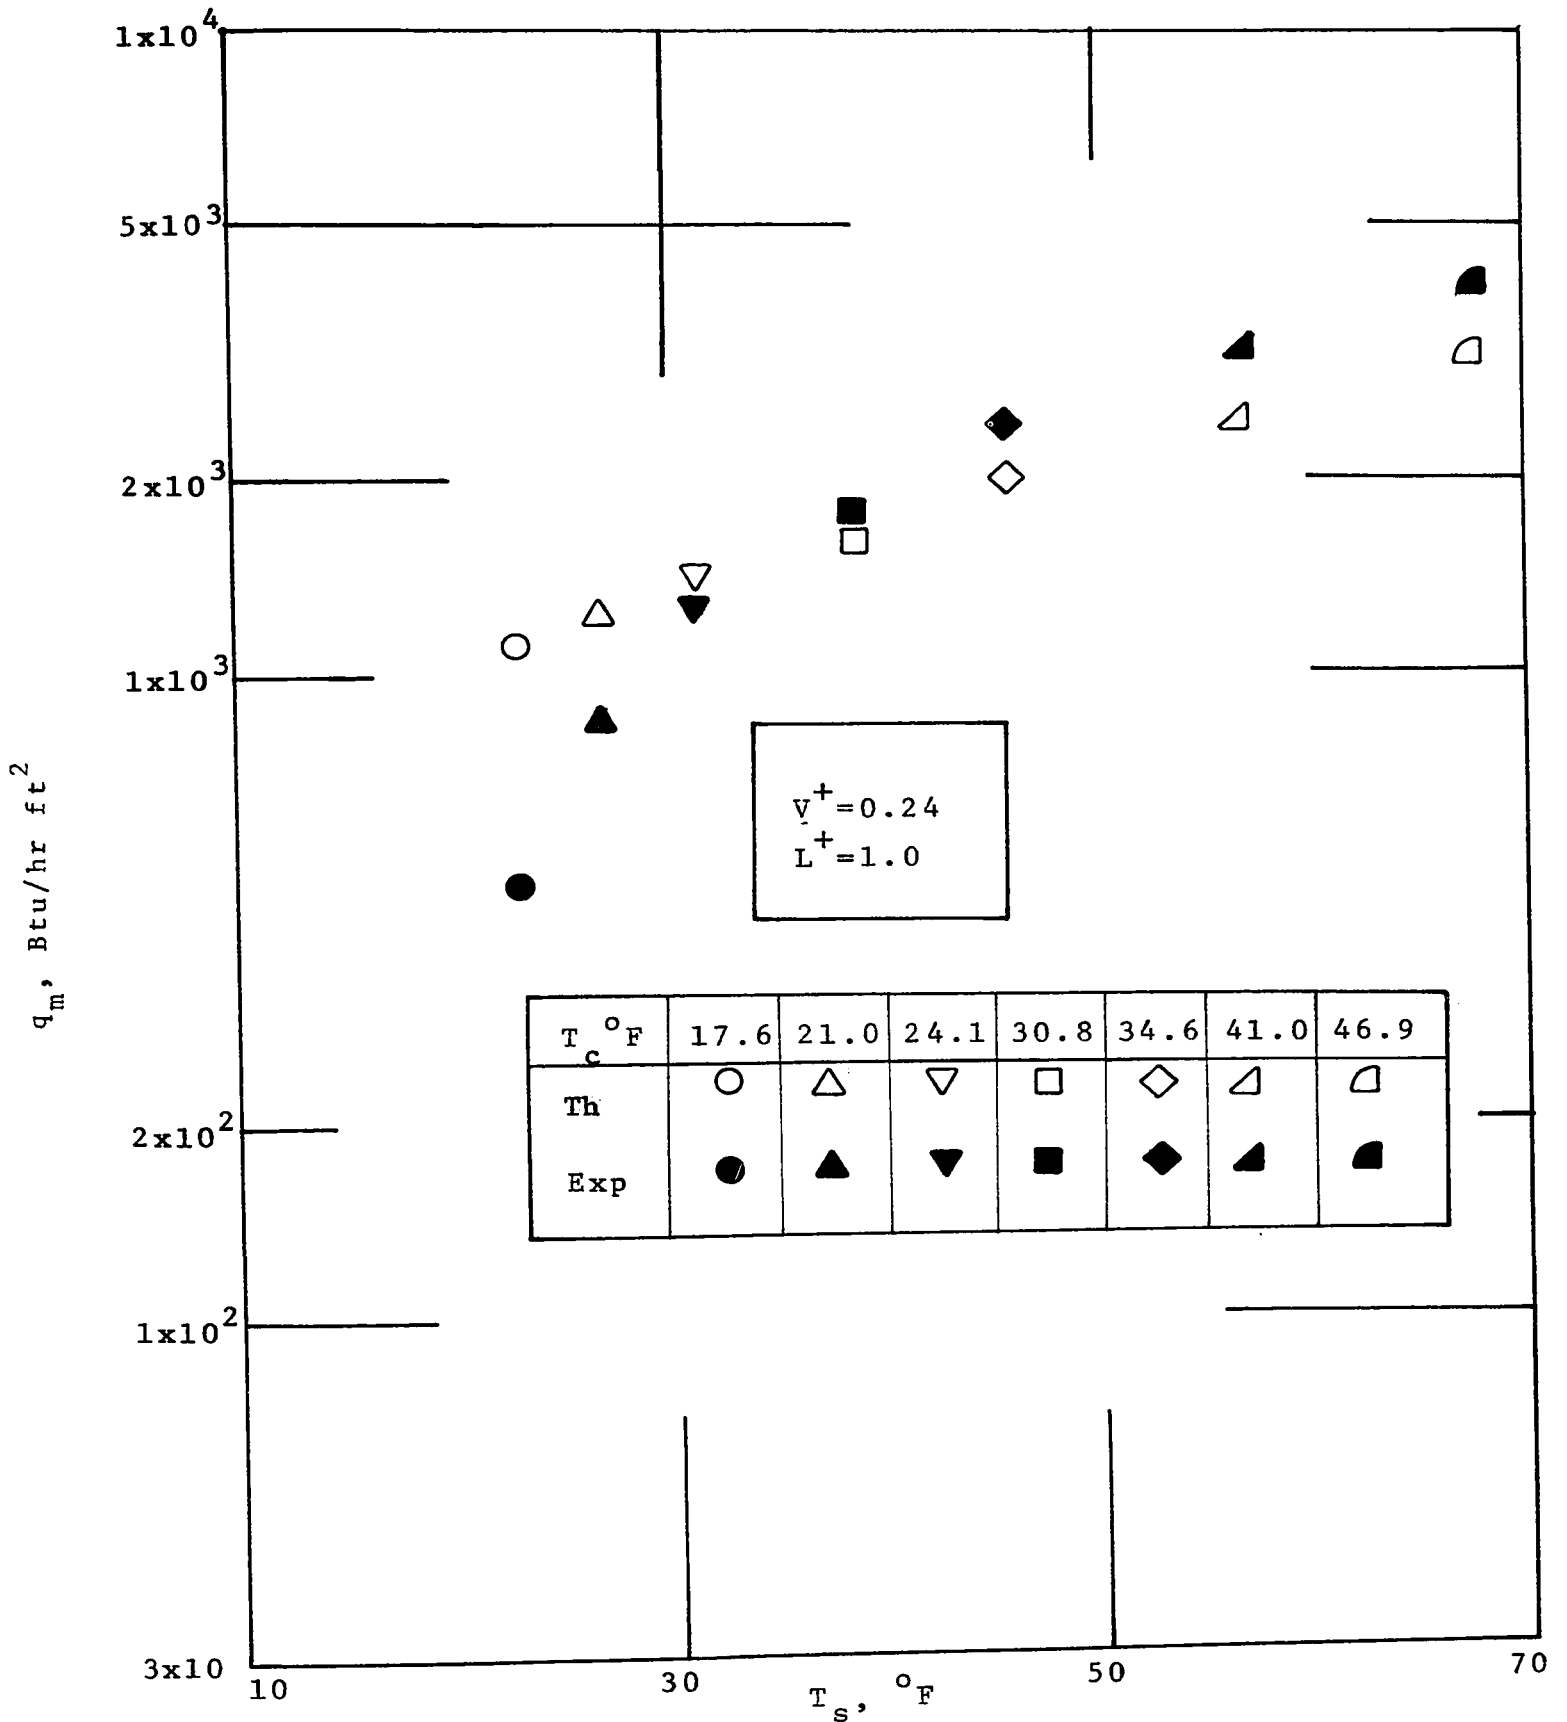 1x10^4
5x10^3
2x10^3
1x10^3
q_m, Btu/hr ft^2
V^+=0.24
L^+=1.0
T_c °F 17.6 21.0 24.1 30.8 34.6 41.0 46.9
Th
Exp
2x10^2
1x10^2
3x10
10 30 50 70
T_s, °F